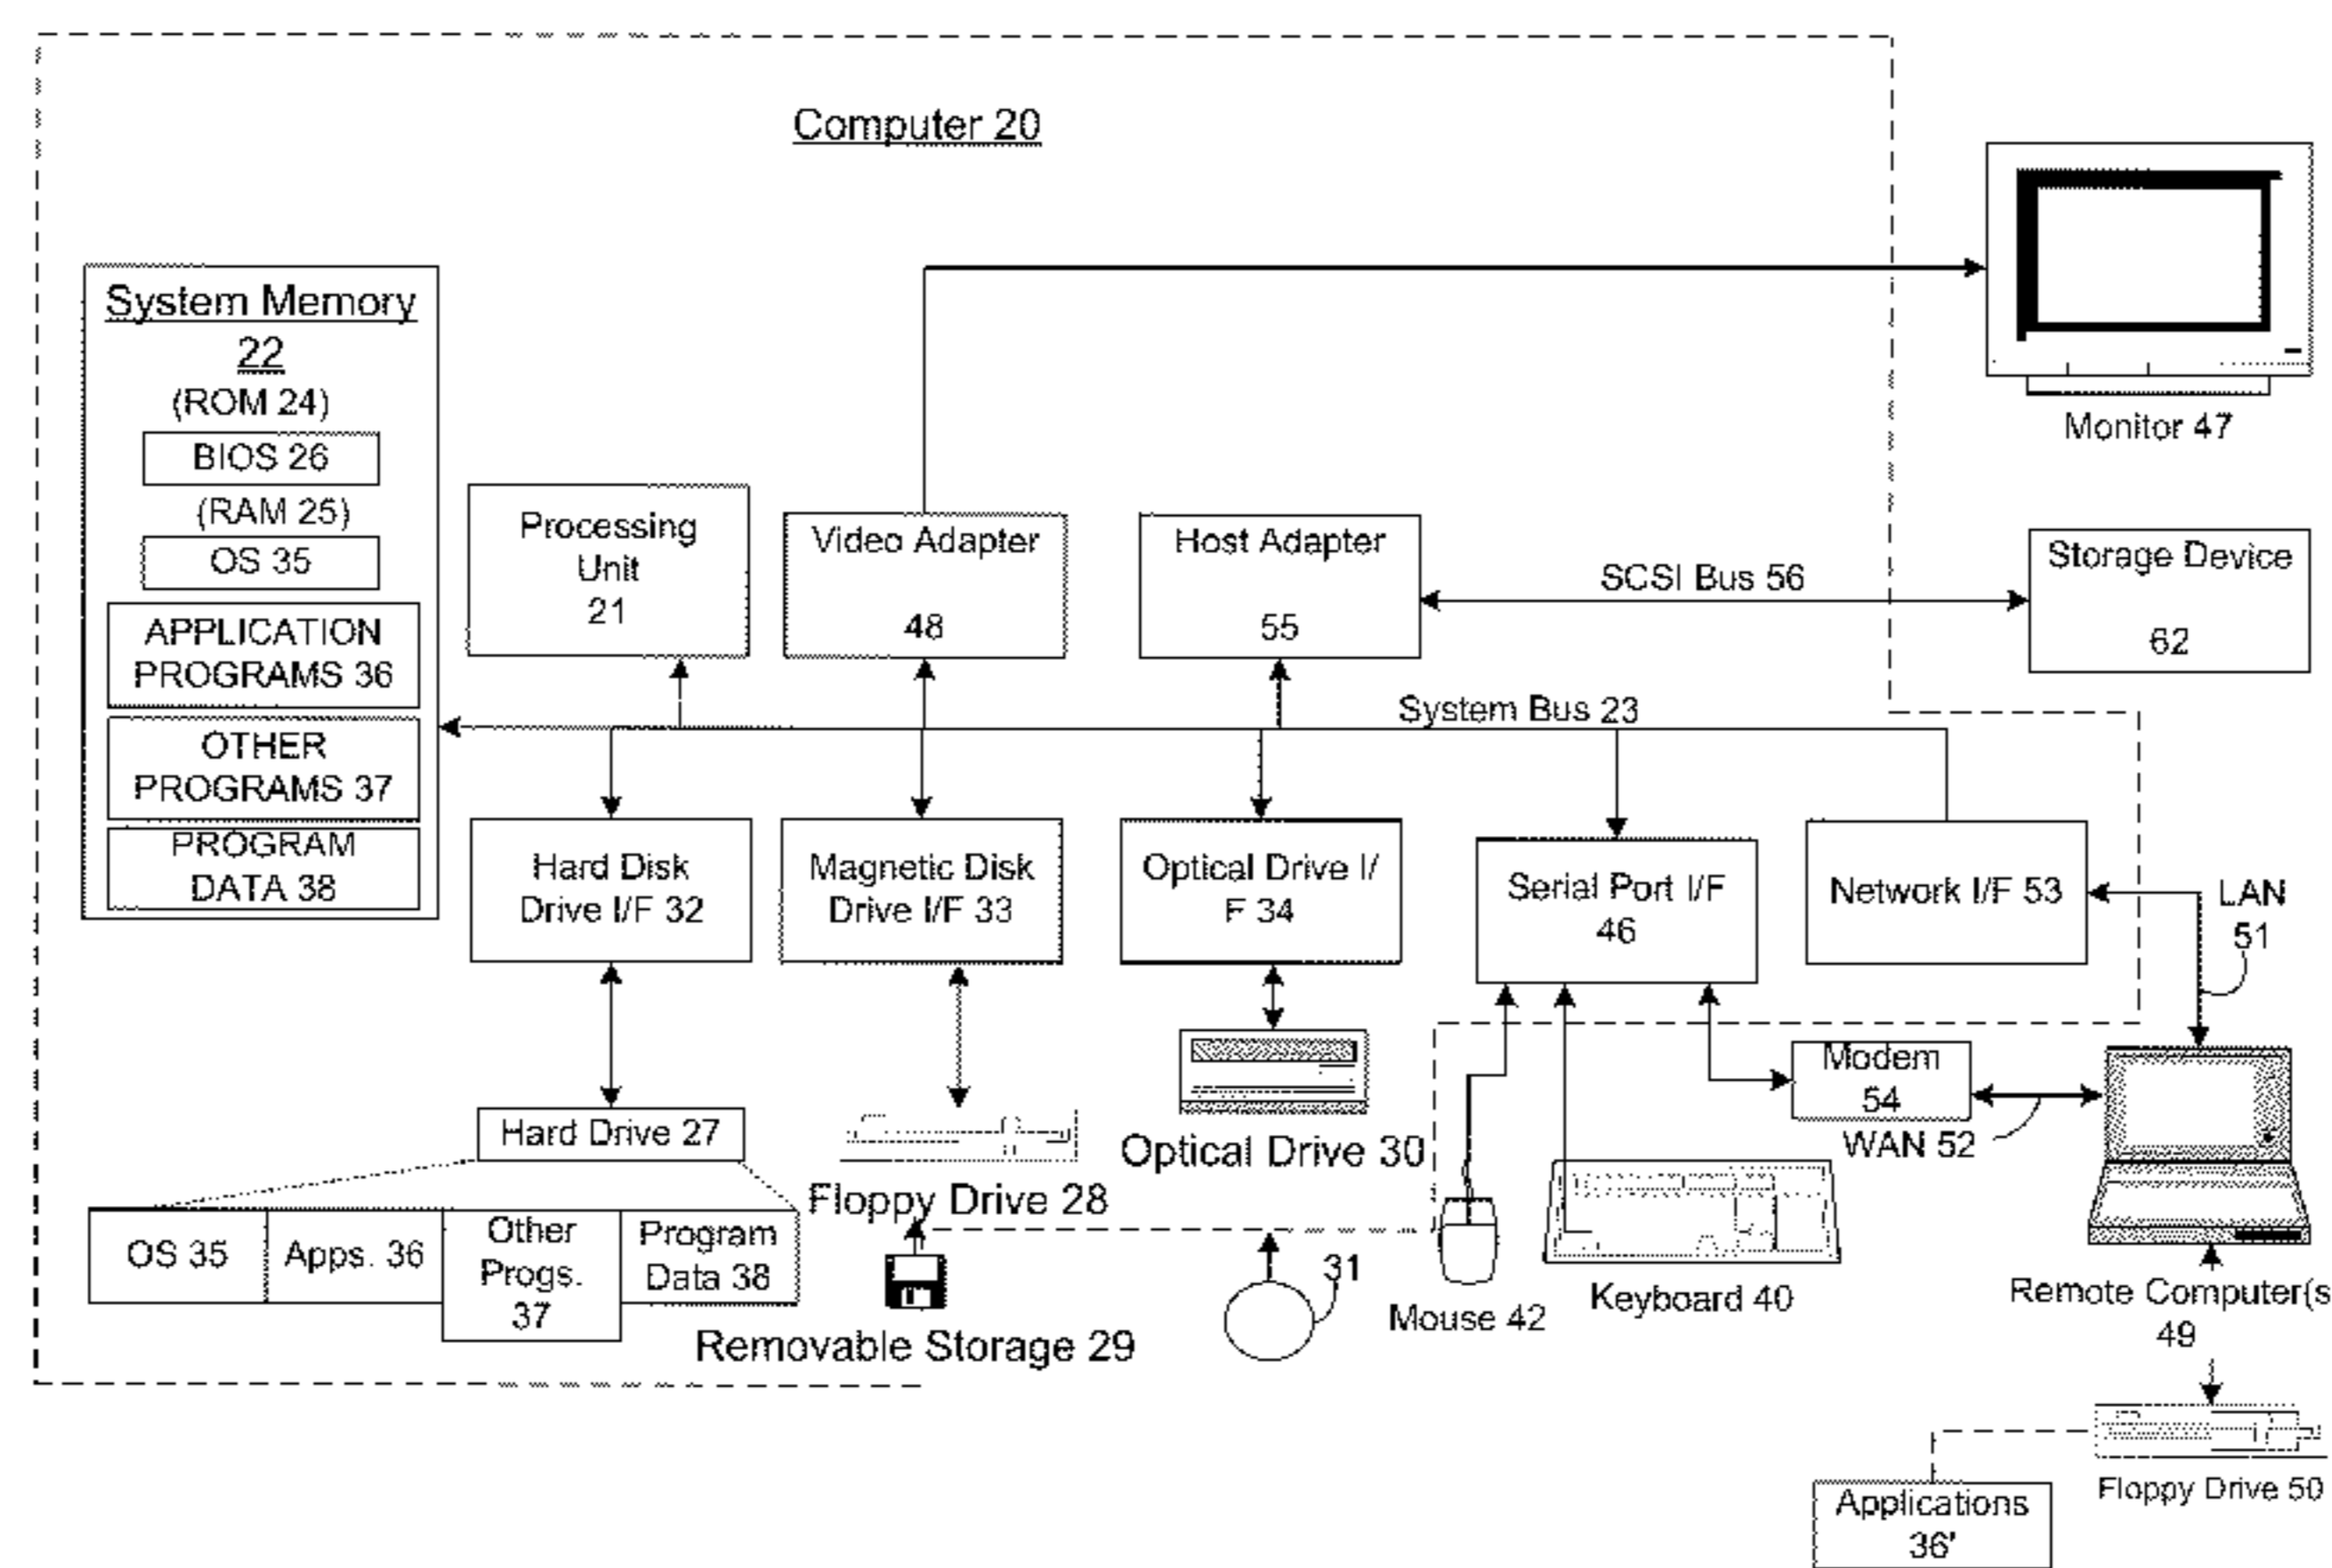 Computer 20
System Memory
22
(ROM 24)
BIOS 26
(RAM 25)
OS 35
APPLICATION
PROGRAMS 36
OTHER
PROGRAMS 37
PROGRAM
DATA 38
Processing
Unit
21
Video Adapter
48
Host Adapter
55
SCSI Bus 56
Monitor 47
Storage Device
62
System Bus 23
Hard Disk
Drive I/F 32
Magnetic Disk
Drive I/F 33
Optical Drive I/
F 34
Serial Port I/F
46
Network I/F 53
LAN
51
Hard Drive 27
OS 35
Apps. 36
Other
Progs.
37
Program
Data 38
Floppy Drive 28
Removable Storage 29
Optical Drive 30
31
Mouse 42
Keyboard 40
Modem
54
WAN 52
Remote Computer(s
49
Floppy Drive 50
Applications
36'